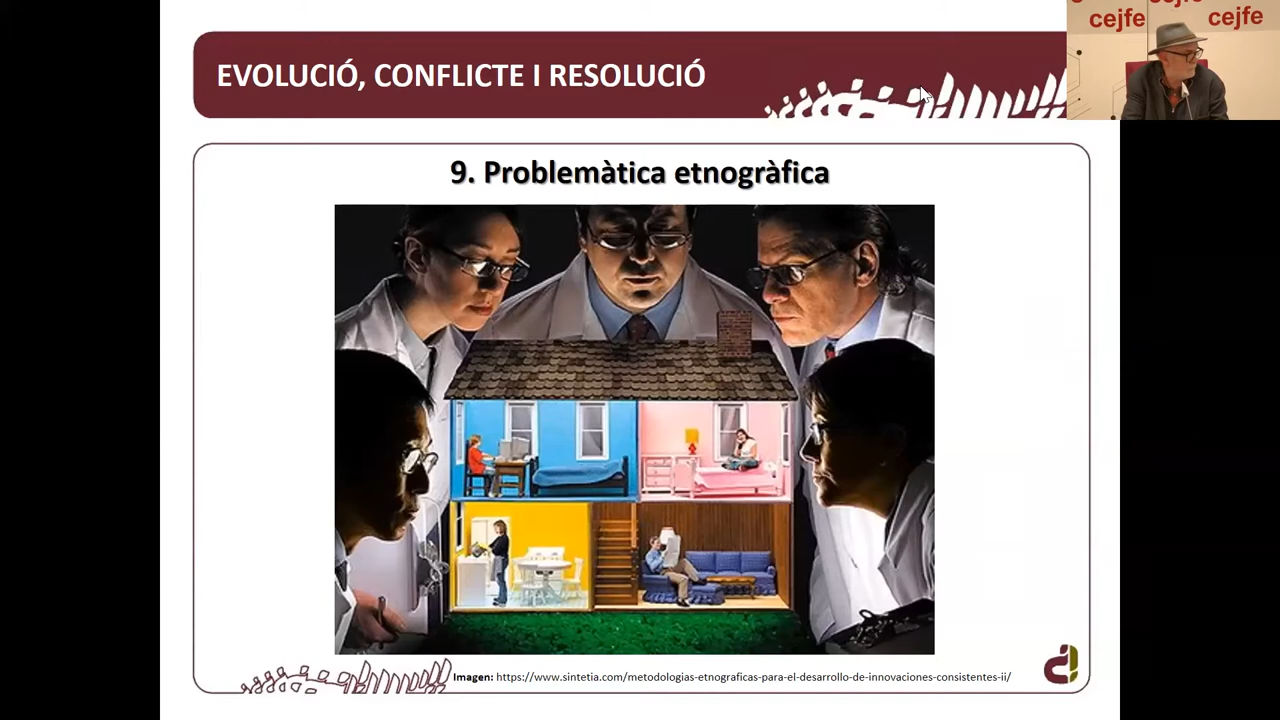 EVOLUCIÓ, CONFLICTE I RESOLUCIÓ
cejfe
cejfe
9. Problemàtica etnogràfica
Imagen: https://www.sintetia.com/metodologias-etnograficas-para-el-desarrollo-de-innovaciones-consistentes-ii/